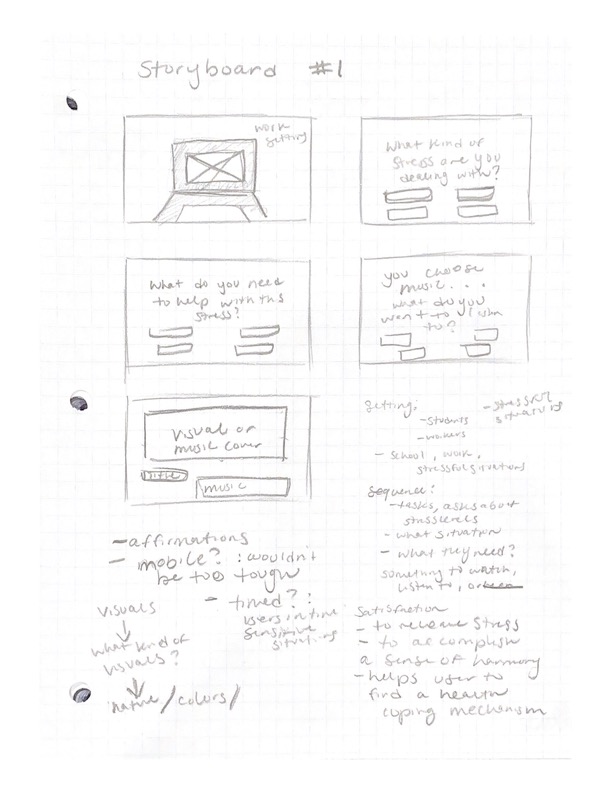 Storyboard #1
work
setting
What kind of
stress are you
dealing with?
What do you need
to help with this
stress?
you choose
music...
what do you
want to listen
to?
visual or
music cover
title
music
Setting:
- Students
- workers
- stressful
situations
- School, work,
stressful situations
Sequence:
- tasks, asks about
stress levels
- what situation
- what they need?
something to watch,
listen to, or
Satisfaction
- to release stress
- to accomplish
a sense of harmony
- helps user to
find a health
coping mechanism
- affirmations
- mobile? : wouldn't
be too tough
- timed? :
users in time
sensitive
situations
visuals
what kind of
visuals?
/ colors /